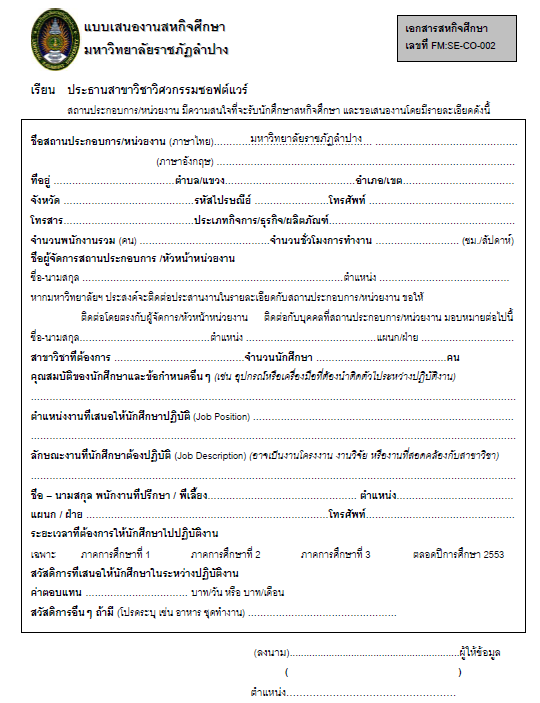 แบบเสนองานสหกิจศึกษา
มหาวิทยาลัยราชภัฏลำปาง
เอกสารสหกิจศึกษา
เลขที่ FM:SE-CO-002
เรียน ประธานสาขาวิชาวิศวกรรมซอฟต์แวร์
สถานประกอบการ/หน่วยงาน มีความสนใจที่จะรับนักศึกษาสหกิจศึกษา และขอเสนองานโดยมีรายละเอียดดังนี้
ชื่อสถานประกอบการ/หน่วยงาน (ภาษาไทย)............มหาวิทยาลัยราชภัฏลำปาง............
(ภาษาอังกฤษ) ............
ที่อยู่ ............ตำบล/แขวง............อำเภอ/เขต............
จังหวัด ............รหัสไปรษณีย์ ............โทรศัพท์ ............
โทรสาร............ประเภทกิจการ/ธุรกิจ/ผลิตภัณฑ์............
จำนวนพนักงานรวม (คน) ............จำนวนชั่วโมงการทำงาน ............ (ชม./สัปดาห์)
ชื่อผู้จัดการสถานประกอบการ /หัวหน้าหน่วยงาน
ชื่อ-นามสกุล ............ตำแหน่ง ............
หากมหาวิทยาลัยฯ ประสงค์จะติดต่อประสานงานในรายละเอียดกับสถานประกอบการ/หน่วยงาน ขอให้
ติดต่อโดยตรงกับผู้จัดการ/หัวหน้าหน่วยงาน ติดต่อกับบุคคลที่สถานประกอบการ/หน่วยงาน มอบหมายต่อไปนี้
ชื่อ-นามสกุล............ตำแหน่ง ............แผนก/ฝ่าย ............
สาขาวิชาที่ต้องการ ............จำนวนนักศึกษา ............คน
คุณสมบัติของนักศึกษาและข้อกำหนดอื่นๆ (เช่น อุปกรณ์หรือเครื่องมือที่ต้องนำติดตัวไประหว่างปฏิบัติงาน)
............
ตำแหน่งงานที่เสนอให้นักศึกษาปฏิบัติ (Job Position) ............
............
ลักษณะงานที่นักศึกษาต้องปฏิบัติ (Job Description) (อาจเป็นงานโครงงาน งานวิจัย หรืองานที่สอดคล้องกับสาขาวิชา)
............
ชื่อ – นามสกุล พนักงานที่ปรึกษา / พี่เลี้ยง............ ตำแหน่ง............
แผนก / ฝ่าย ............โทรศัพท์............
ระยะเวลาที่ต้องการให้นักศึกษาไปปฏิบัติงาน
เฉพาะ ภาคการศึกษาที่ 1 ภาคการศึกษาที่ 2 ภาคการศึกษาที่ 3 ตลอดปีการศึกษา 2553
สวัสดิการที่เสนอให้นักศึกษาในระหว่างปฏิบัติงาน
ค่าตอบแทน ............ บาท/วัน หรือ บาท/เดือน
สวัสดิการอื่นๆ ถ้ามี (โปรดระบุ เช่น อาหาร ชุดทำงาน) ............
(ลงนาม)............ผู้ให้ข้อมูล
( )
ตำแหน่ง............